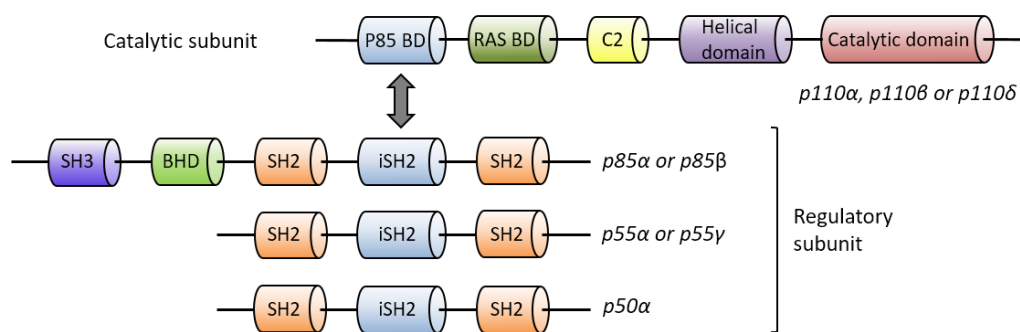 Catalytic subunit
P85 BD
RAS BD
C2
Helical
domain
Catalytic domain
p110α, p110β or p110δ
SH3
BHD
SH2
iSH2
SH2
p85α or p85β
SH2
iSH2
SH2
p55α or p55γ
Regulatory
subunit
SH2
iSH2
SH2
p50α